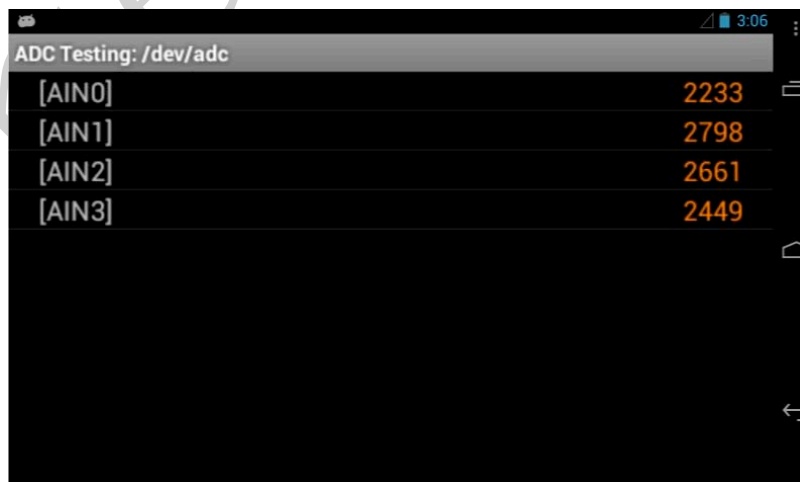 3:06
ADC Testing: /dev/adc
[AIN0] 2233
[AIN1] 2798
[AIN2] 2661
[AIN3] 2449